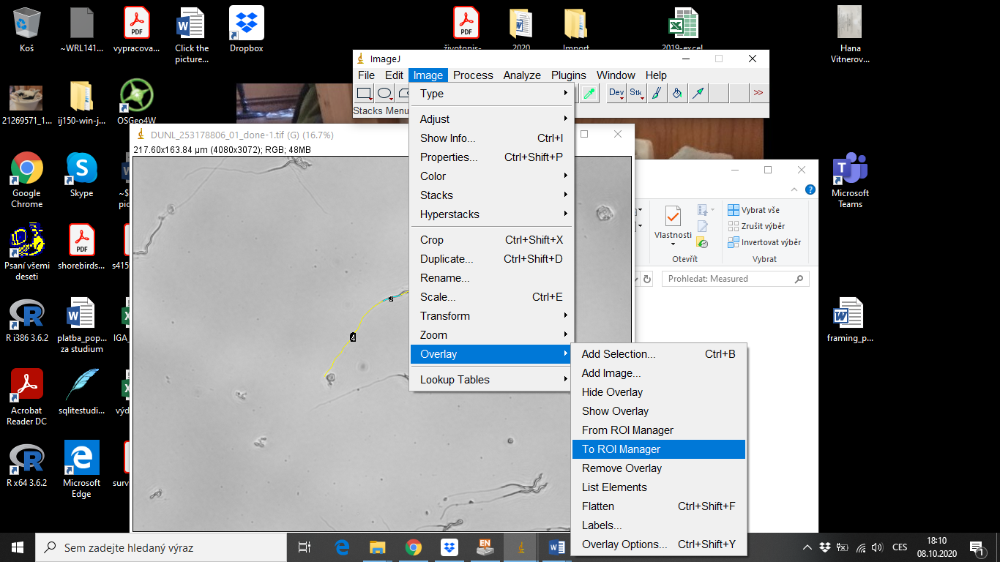 Koš
~WRL141...
vypracova...
Click the
picture...
Dropbox
životopis-
2020
Import
2019-excel
Hana
Vitnerov...
21269571_1...
ij150-win-j...
OSGeo4W
ImageJ
File Edit Image Process Analyze Plugins Window Help
Dev Stk >>
Stacks Menu
DUNL_253178806_01_done-1.tif (G) (16.7%)
217.60x163.84 µm (4080x3072); RGB; 48MB
Type
Adjust
Show Info... Ctrl+I
Properties... Ctrl+Shift+P
Color
Stacks
Hyperstacks
Crop Ctrl+Shift+X
Duplicate... Ctrl+Shift+D
Rename...
Scale... Ctrl+E
Transform
Zoom
Overlay
Lookup Tables
Add Selection... Ctrl+B
Add Image...
Hide Overlay
Show Overlay
From ROI Manager
To ROI Manager
Remove Overlay
List Elements
Flatten Ctrl+Shift+F
Labels...
Overlay Options... Ctrl+Shift+Y
3
4
Vlastnosti
Otevřít
Vybrat vše
Zrušit výběr
Invertovat výběr
Vybrat
Prohledat: Measured
Google
Chrome
Skype
~$
pic
Microsoft
Teams
Psaní všemi
deseti
PDF
shorebirds...
s415
R i386 3.6.2
platba_pop...
za studium
IGA_
framing_p...
Acrobat
Reader DC
sqlitestudi...
výd
R x64 3.6.2
Microsoft
Edge
surv
Sem zadejte hledaný výraz
EN
CES
18:10
08.10.2020
1